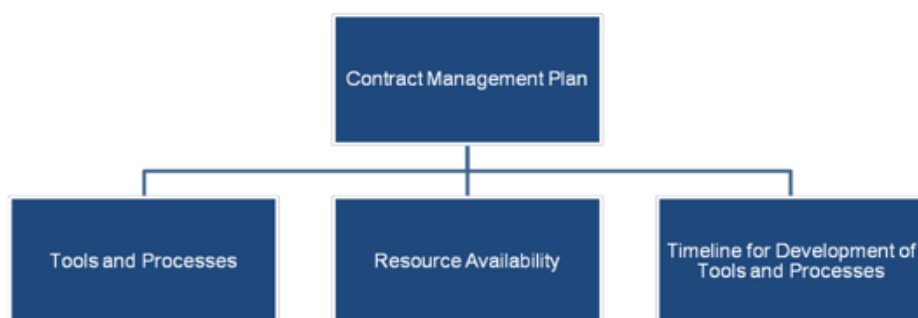 Contract Management Plan
Tools and Processes
Resource Availability
Timeline for Development of
Tools and Processes